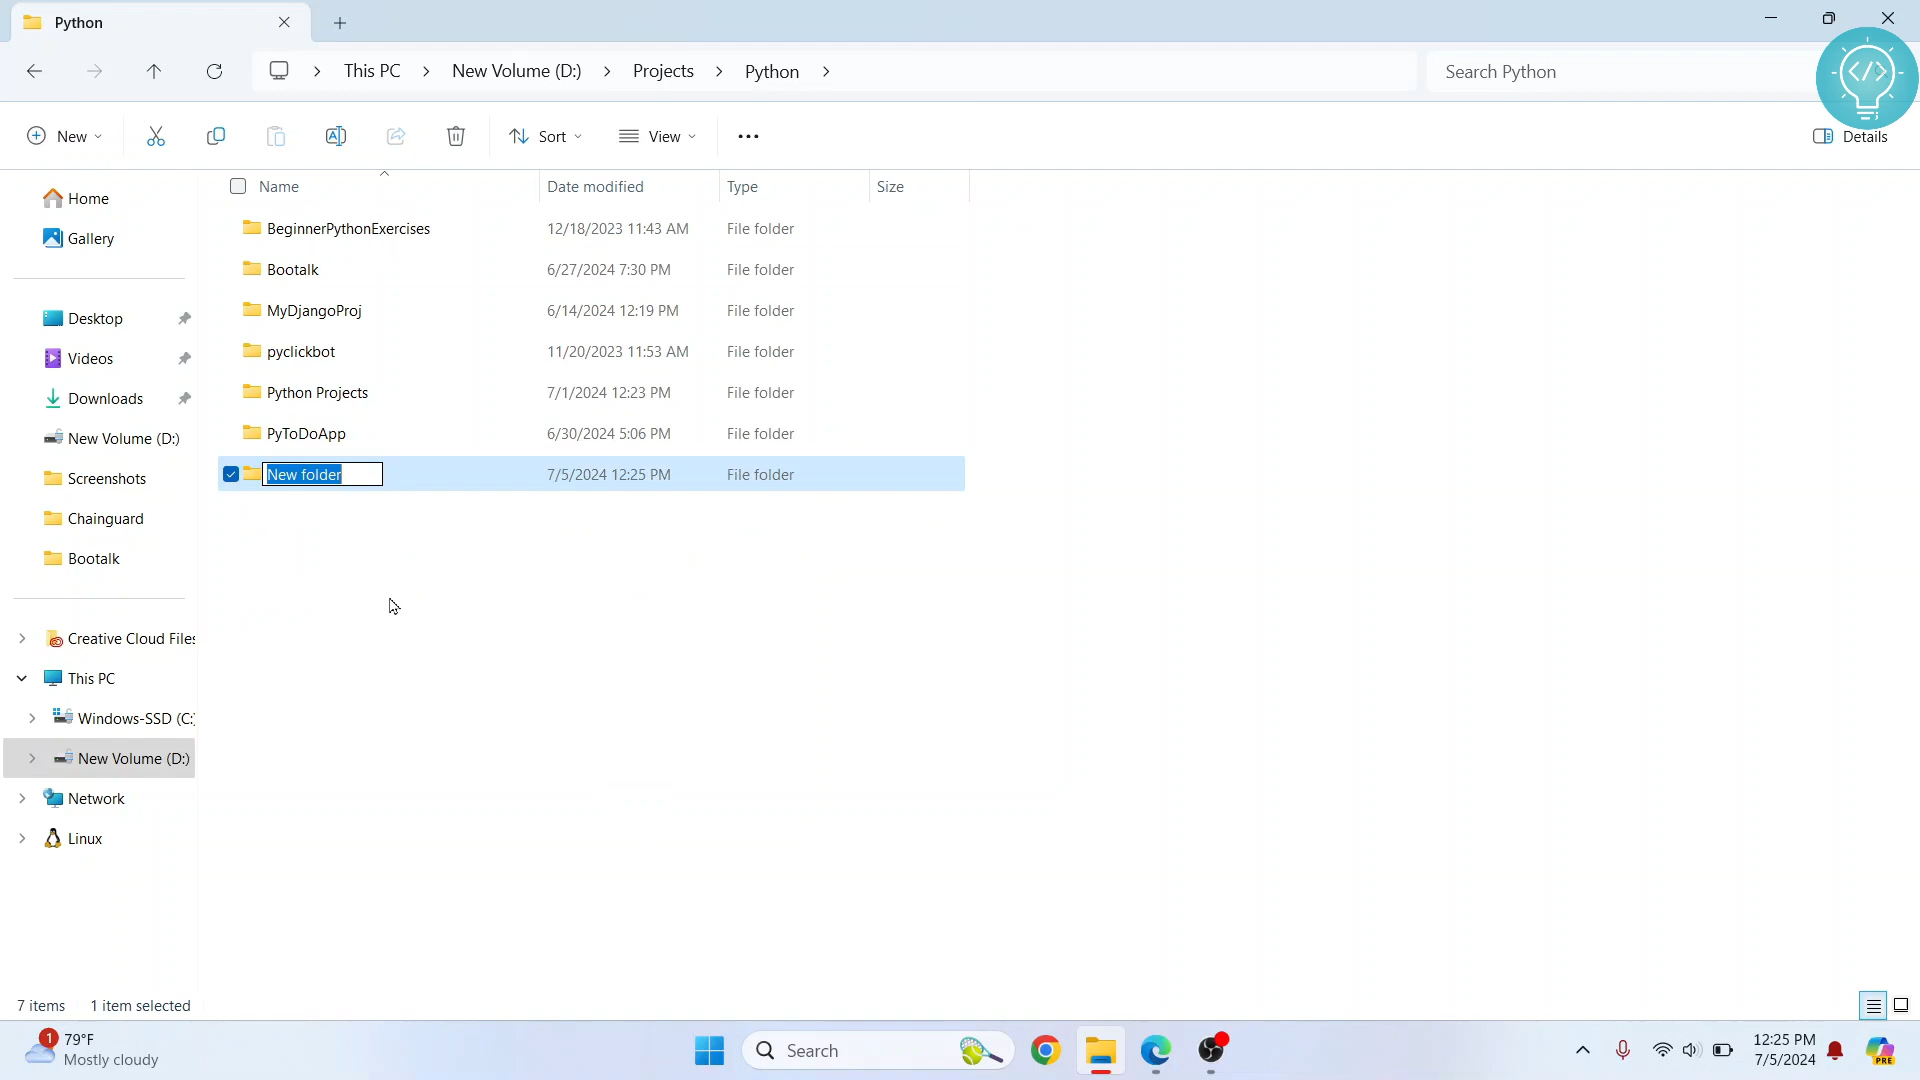 Python
This PC > New Volume (D:) > Projects > Python >
Search Python
</>
New
Sort
View
Details
Name Date modified Type Size
BeginnerPythonExercises 12/18/2023 11:43 AM File folder
Bootalk 6/27/2024 7:30 PM File folder
MyDjangoProj 6/14/2024 12:19 PM File folder
pyclickbot 11/20/2023 11:53 AM File folder
Python Projects 7/1/2024 12:23 PM File folder
PyToDoApp 6/30/2024 5:06 PM File folder
New folder 7/5/2024 12:25 PM File folder
Home
Gallery
Desktop
Videos
Downloads
New Volume (D:)
Screenshots
Chainguard
Bootalk
Creative Cloud Files
This PC
Windows-SSD (C:)
New Volume (D:)
Network
Linux
7 items 1 item selected
1
79°F
Mostly cloudy
Search
12:25 PM
7/5/2024
PRE